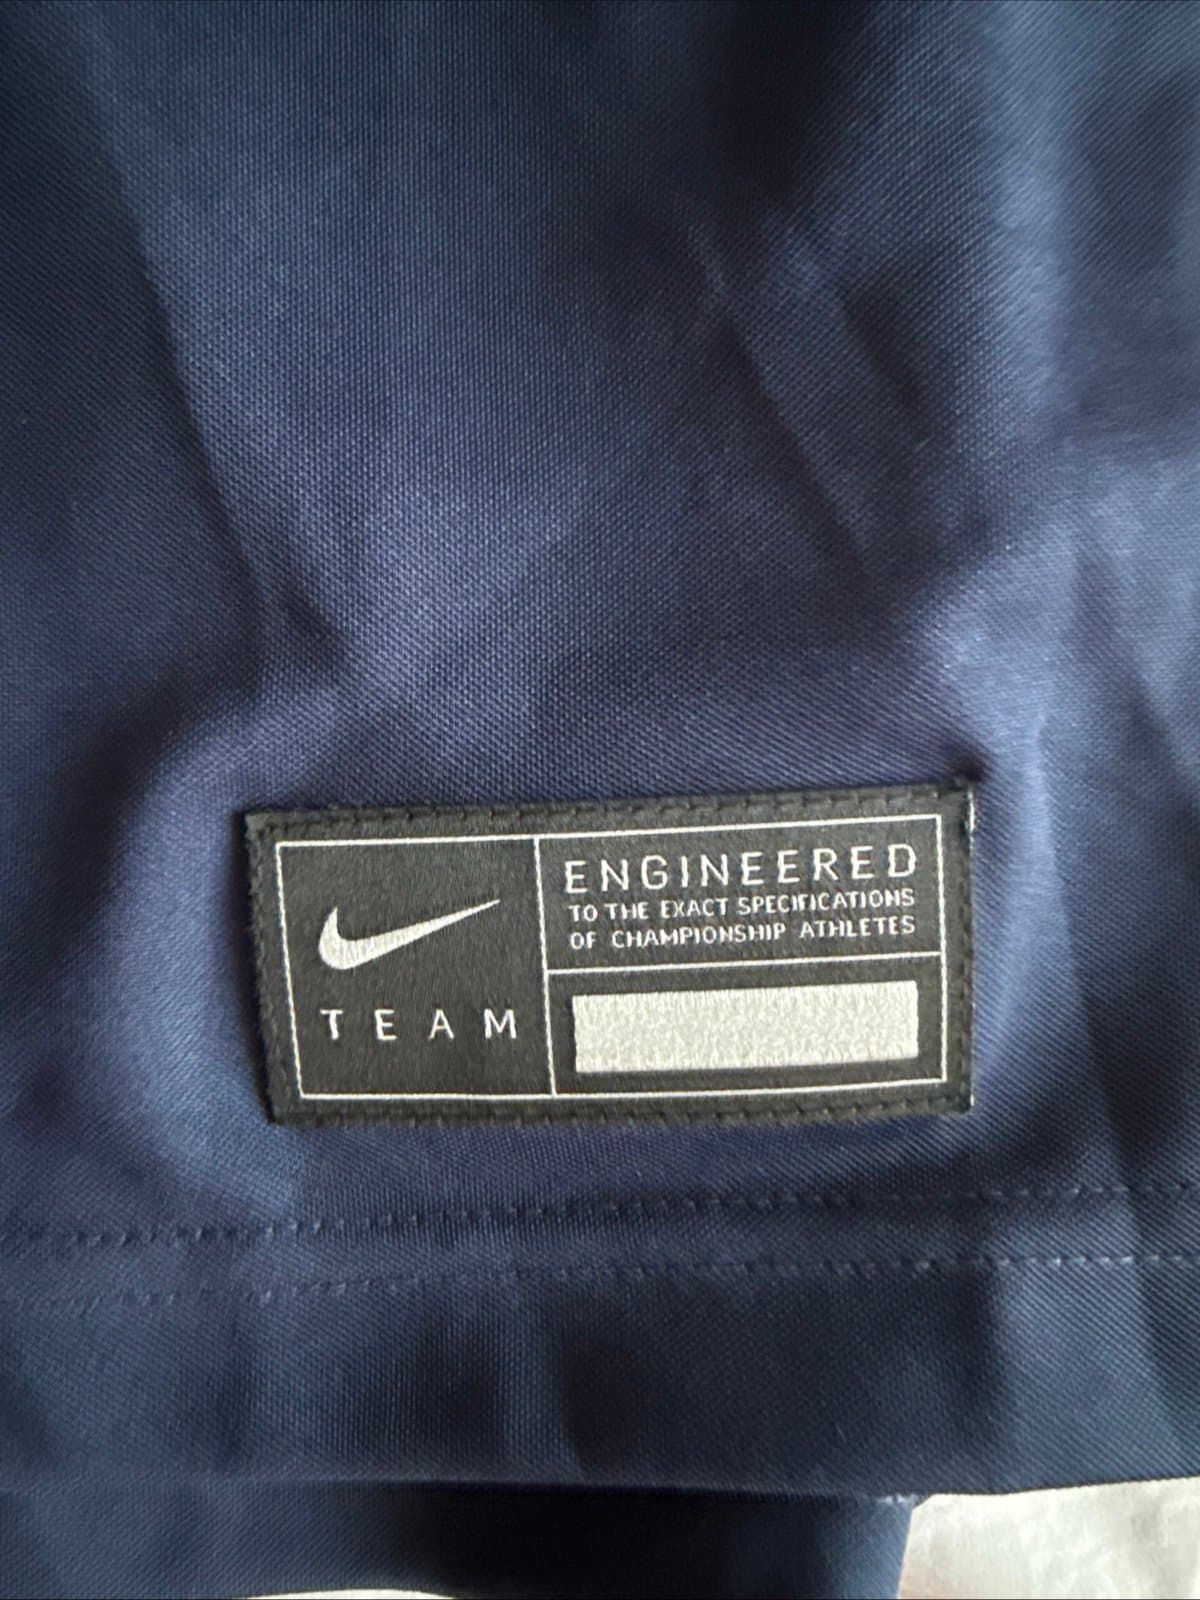 TEAM
ENGINEERED
TO THE EXACT SPECIFICATIONS
OF CHAMPIONSHIP ATHLETES